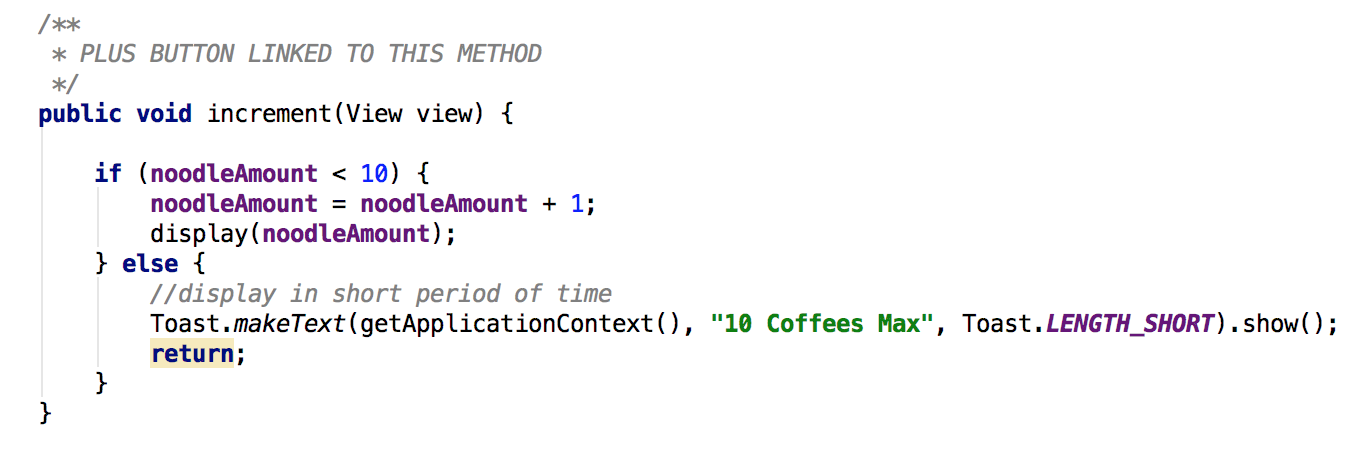 /**
* PLUS BUTTON LINKED TO THIS METHOD
*/
public void increment(View view) {
if (noodleAmount < 10) {
noodleAmount = noodleAmount + 1;
display(noodleAmount);
} else {
//display in short period of time
Toast.makeText(getApplicationContext(), "10 Coffees Max", Toast.LENGTH_SHORT).show();
return;
}
}